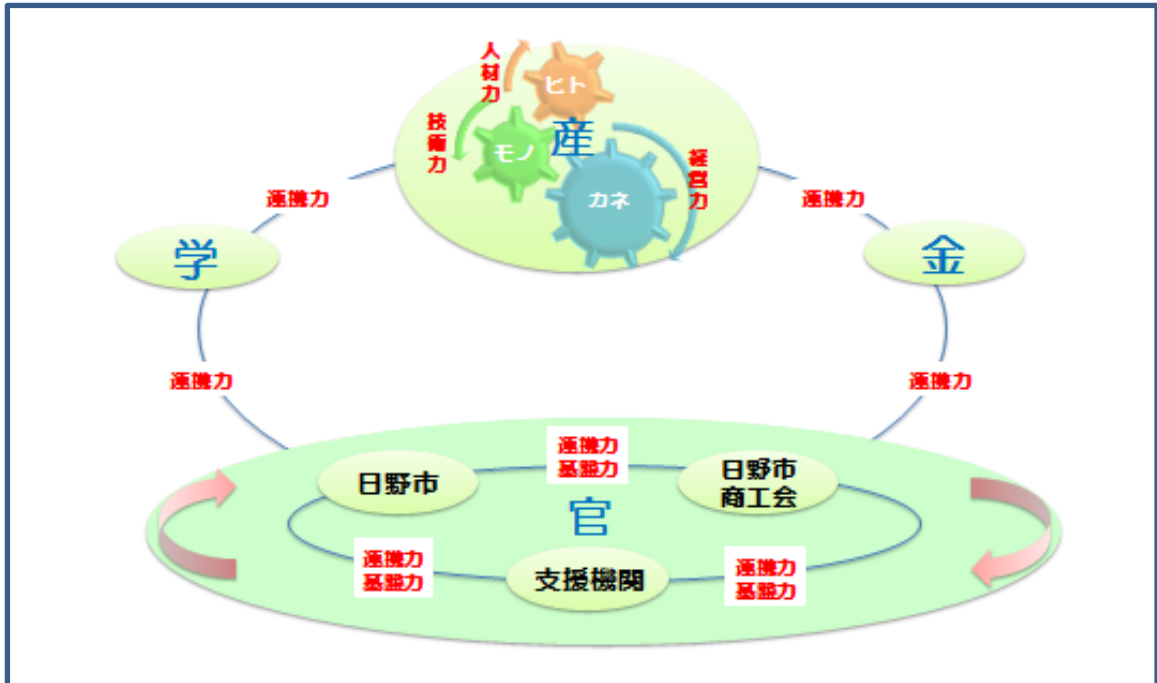 人材力
ヒト
技術力
産
モノ
経営力
カネ
連携力
連携力
学
金
連携力
連携力
連携力
基盤力
日野市
日野市
商工会
官
連携力
基盤力
支援機関
連携力
基盤力